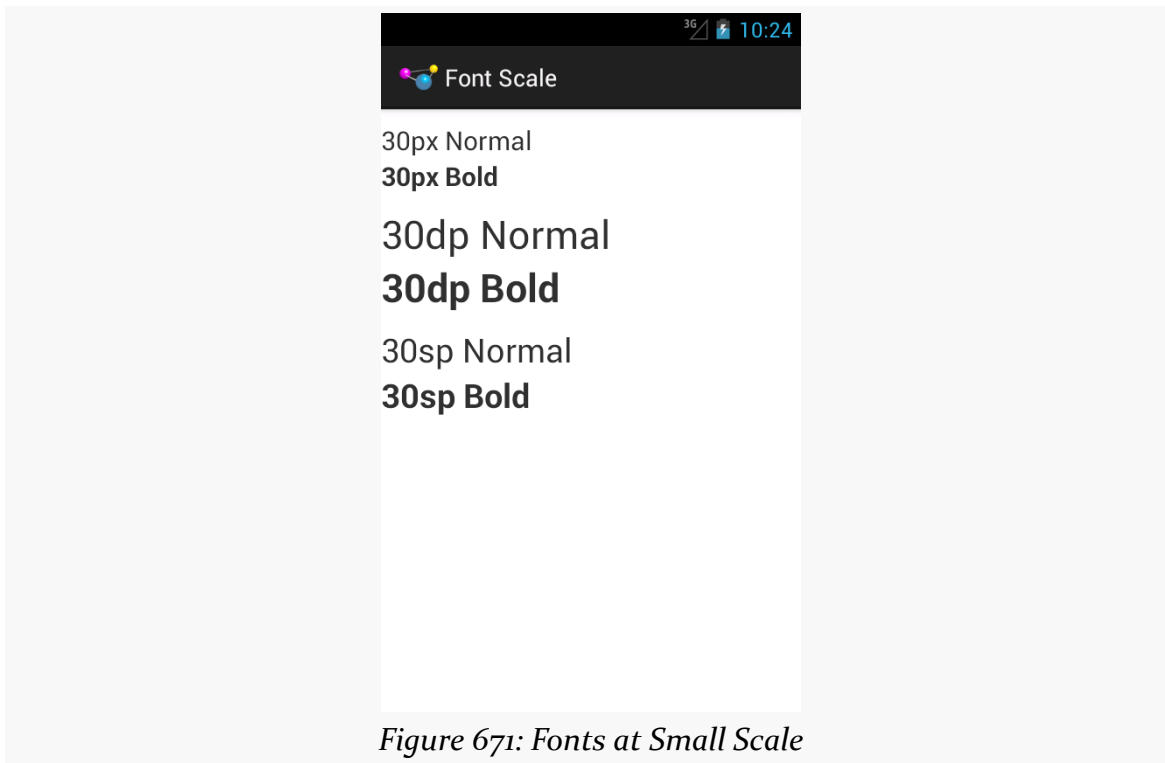 3G 10:24
Font Scale
30px Normal
30px Bold
30dp Normal
30dp Bold
30sp Normal
30sp Bold
Figure 671: Fonts at Small Scale